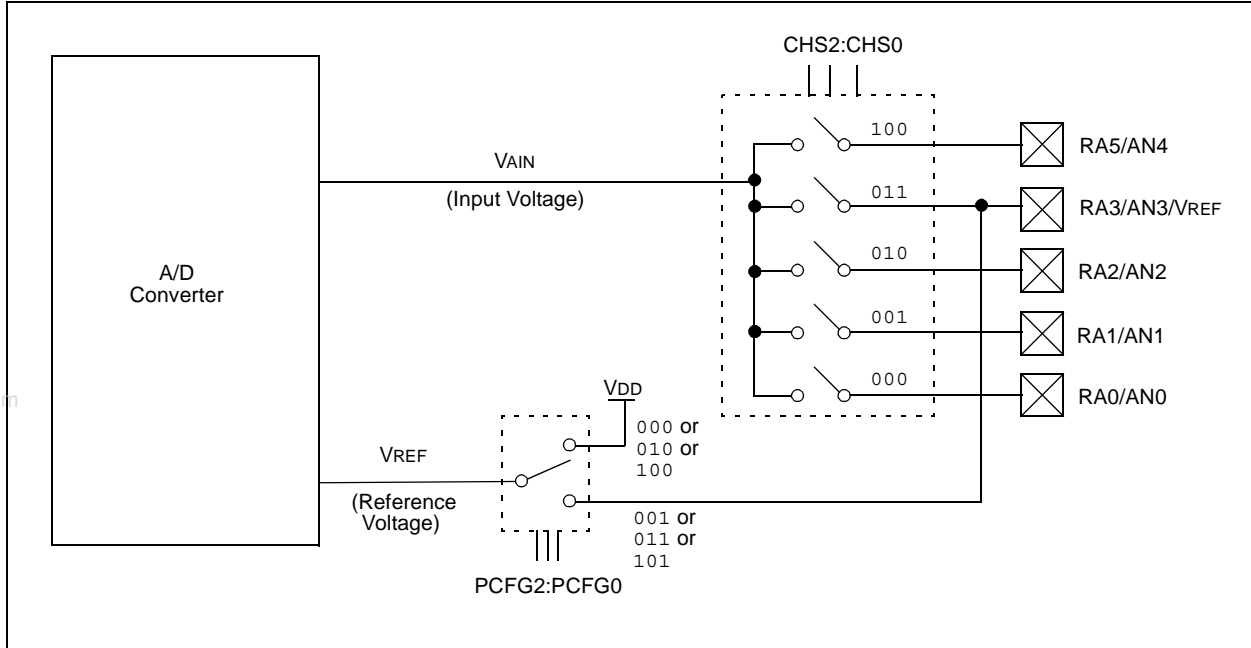 CHS2:CHS0
100
RA5/AN4
VAIN
(Input Voltage)
011
RA3/AN3/VREF
010
RA2/AN2
A/D
Converter
001
RA1/AN1
000
RA0/AN0
VDD
000 or
010 or
100
VREF
(Reference
Voltage)
001 or
011 or
101
PCFG2:PCFG0
m